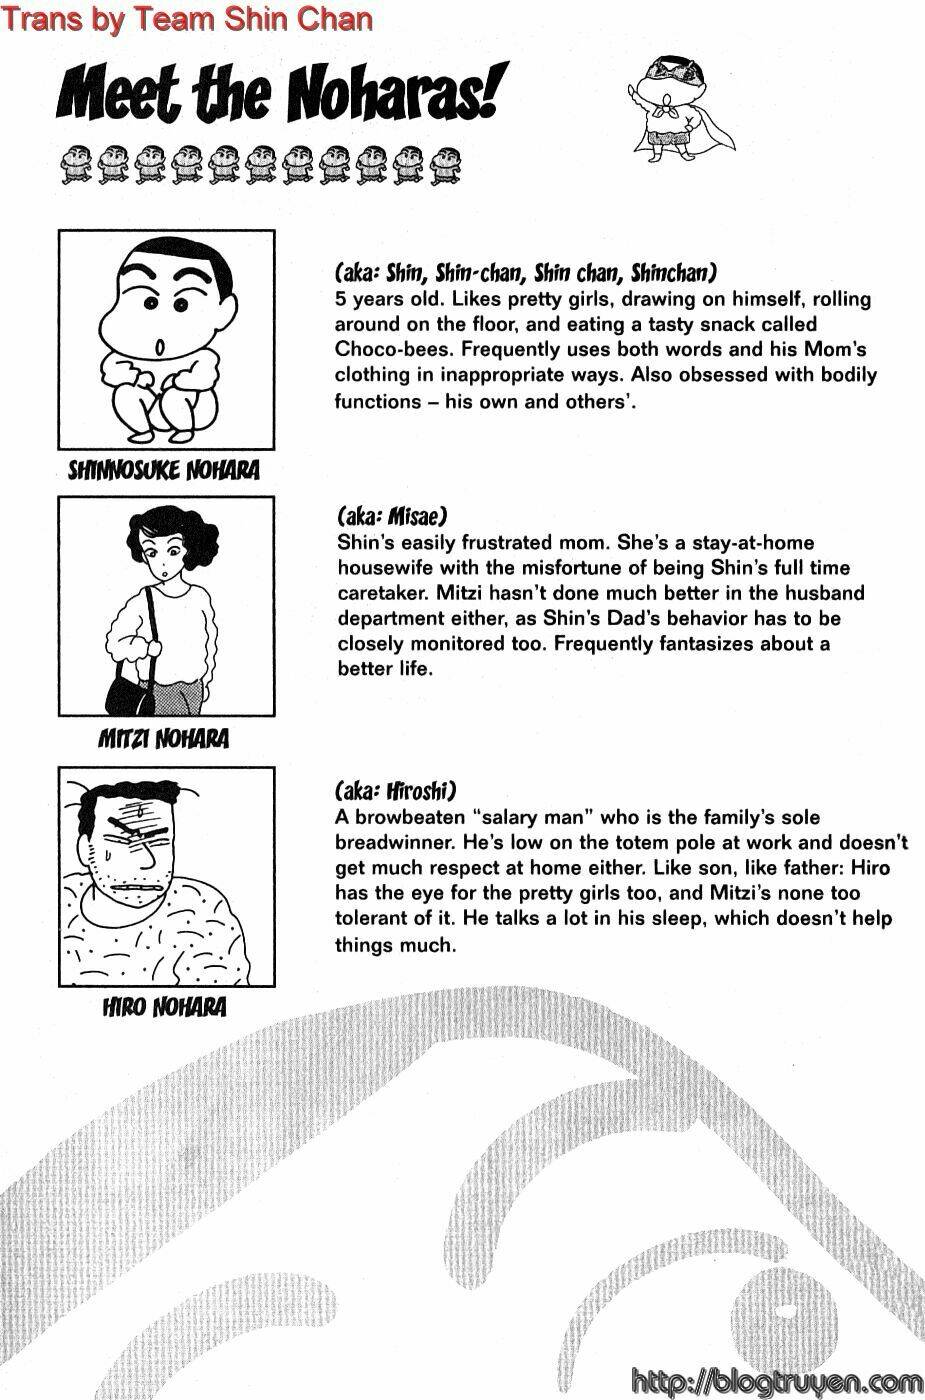 Trans by Team Shin Chan
Meet the Noharas!
(aka: Shin, Shin-chan, Shin chan, Shinchan)
5 years old. Likes pretty girls, drawing on himself, rolling
around on the floor, and eating a tasty snack called
Choco-bees. Frequently uses both words and his Mom's
clothing in inappropriate ways. Also obsessed with bodily
functions – his own and others'.
SHINNOSUKE NOHARA
(aka: Misae)
Shin's easily frustrated mom. She's a stay-at-home
housewife with the misfortune of being Shin's full time
caretaker. Mitzi hasn't done much better in the husband
department either, as Shin's Dad's behavior has to be
closely monitored too. Frequently fantasizes about a
better life.
MITZI NOHARA
(aka: Hiroshi)
A browbeaten "salary man" who is the family's sole
breadwinner. He's low on the totem pole at work and doesn't
get much respect at home either. Like son, like father: Hiro
has the eye for the pretty girls too, and Mitzi's none too
tolerant of it. He talks a lot in his sleep, which doesn't help
things much.
HIRO NOHARA
http://blogtruyen.com